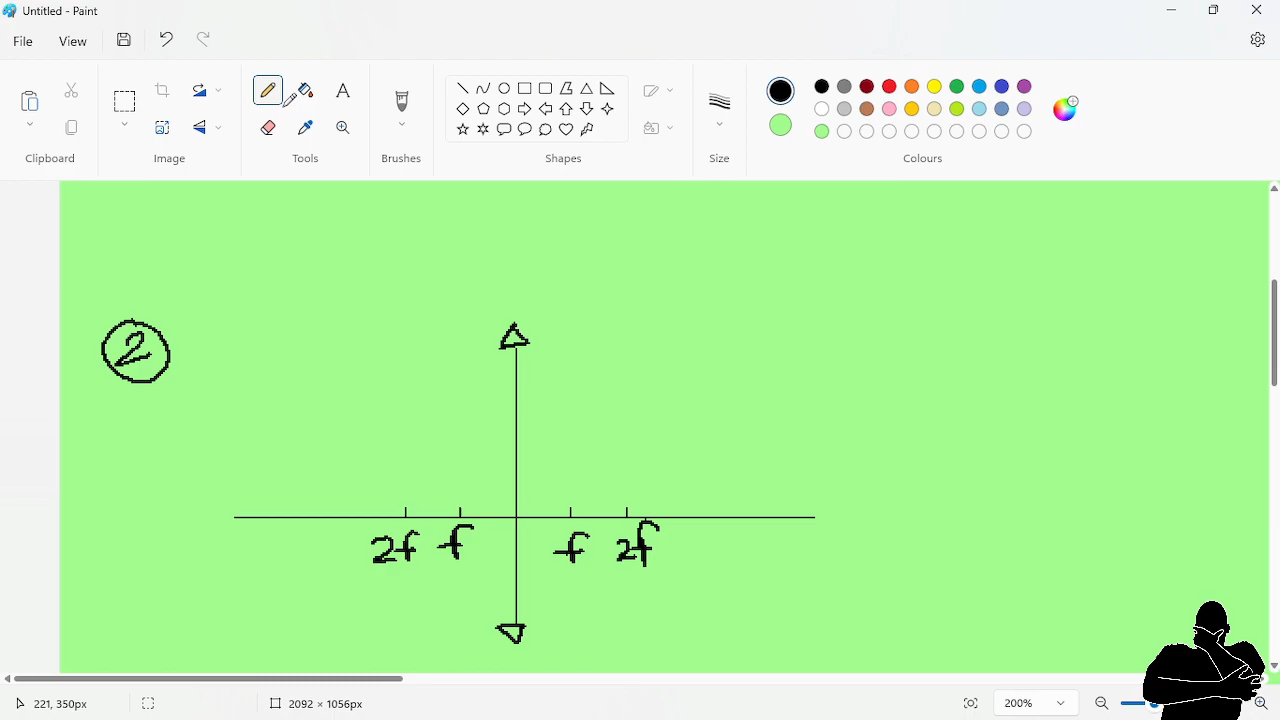 Untitled - Paint
File View
A
Clipboard Image Tools Brushes Shapes Size Colours
2
2f f f 2f
221, 350px 2092 × 1056px 200%